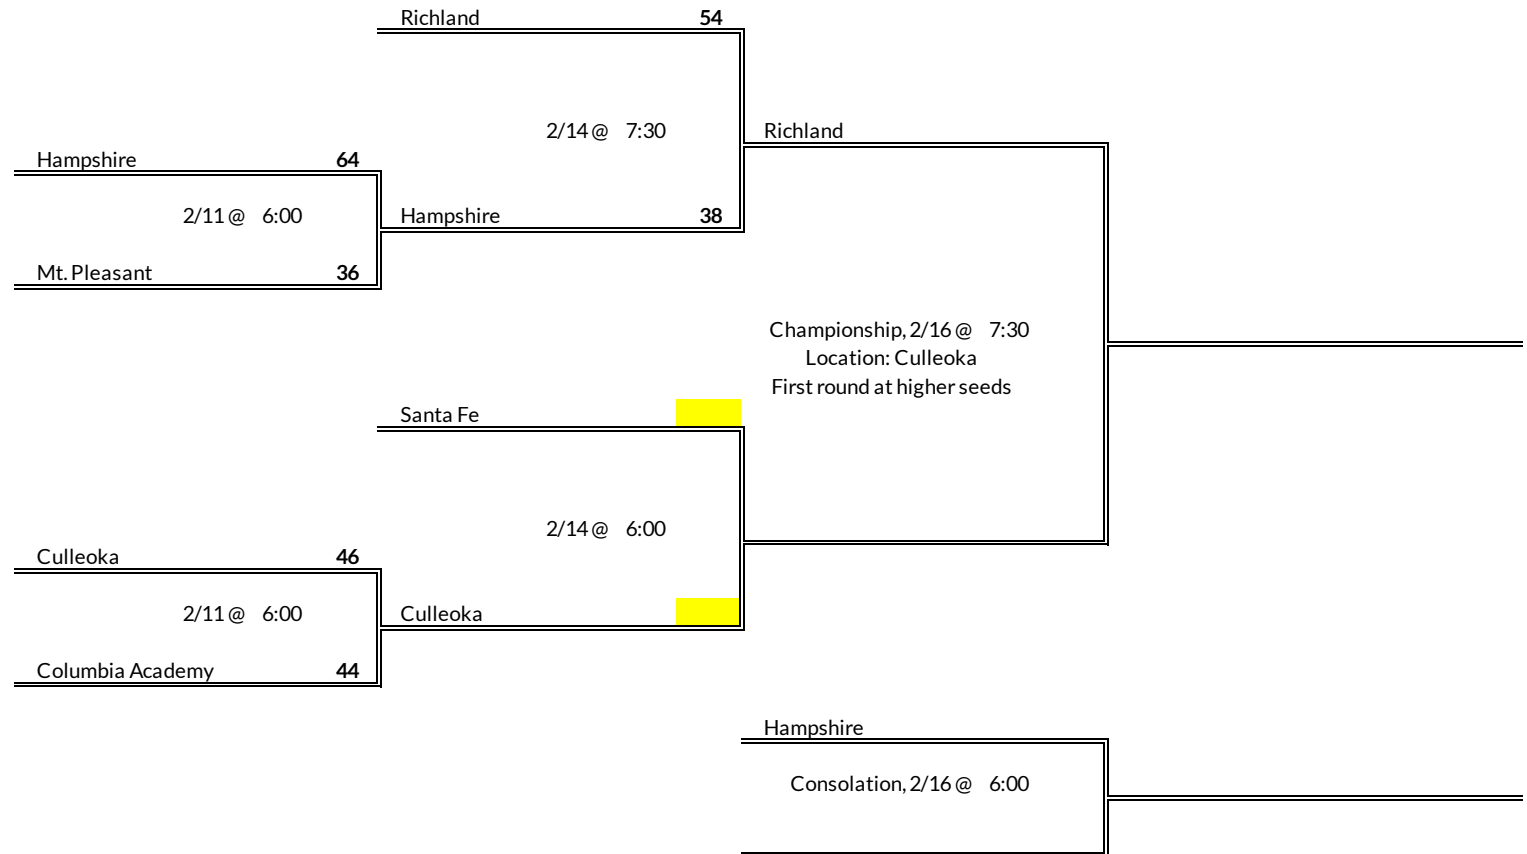 Richland 54
2/14 @ 7:30 Richland
Hampshire 64
2/11 @ 6:00 Hampshire 38
Mt. Pleasant 36
Championship, 2/16 @ 7:30
Location: Culleoka
First round at higher seeds
Santa Fe
2/14 @ 6:00
Culleoka 46
2/11 @ 6:00 Culleoka
Columbia Academy 44
Hampshire
Consolation, 2/16 @ 6:00